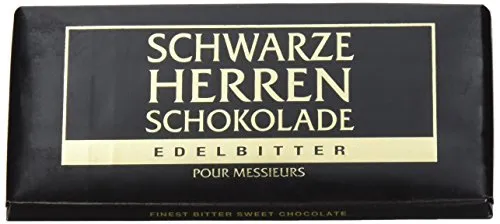 SCHWARZE
HERREN
SCHOKOLADE
EDELBITTER
POUR MESSIEURS
FINEST BITTER SWEET CHOCOLATE